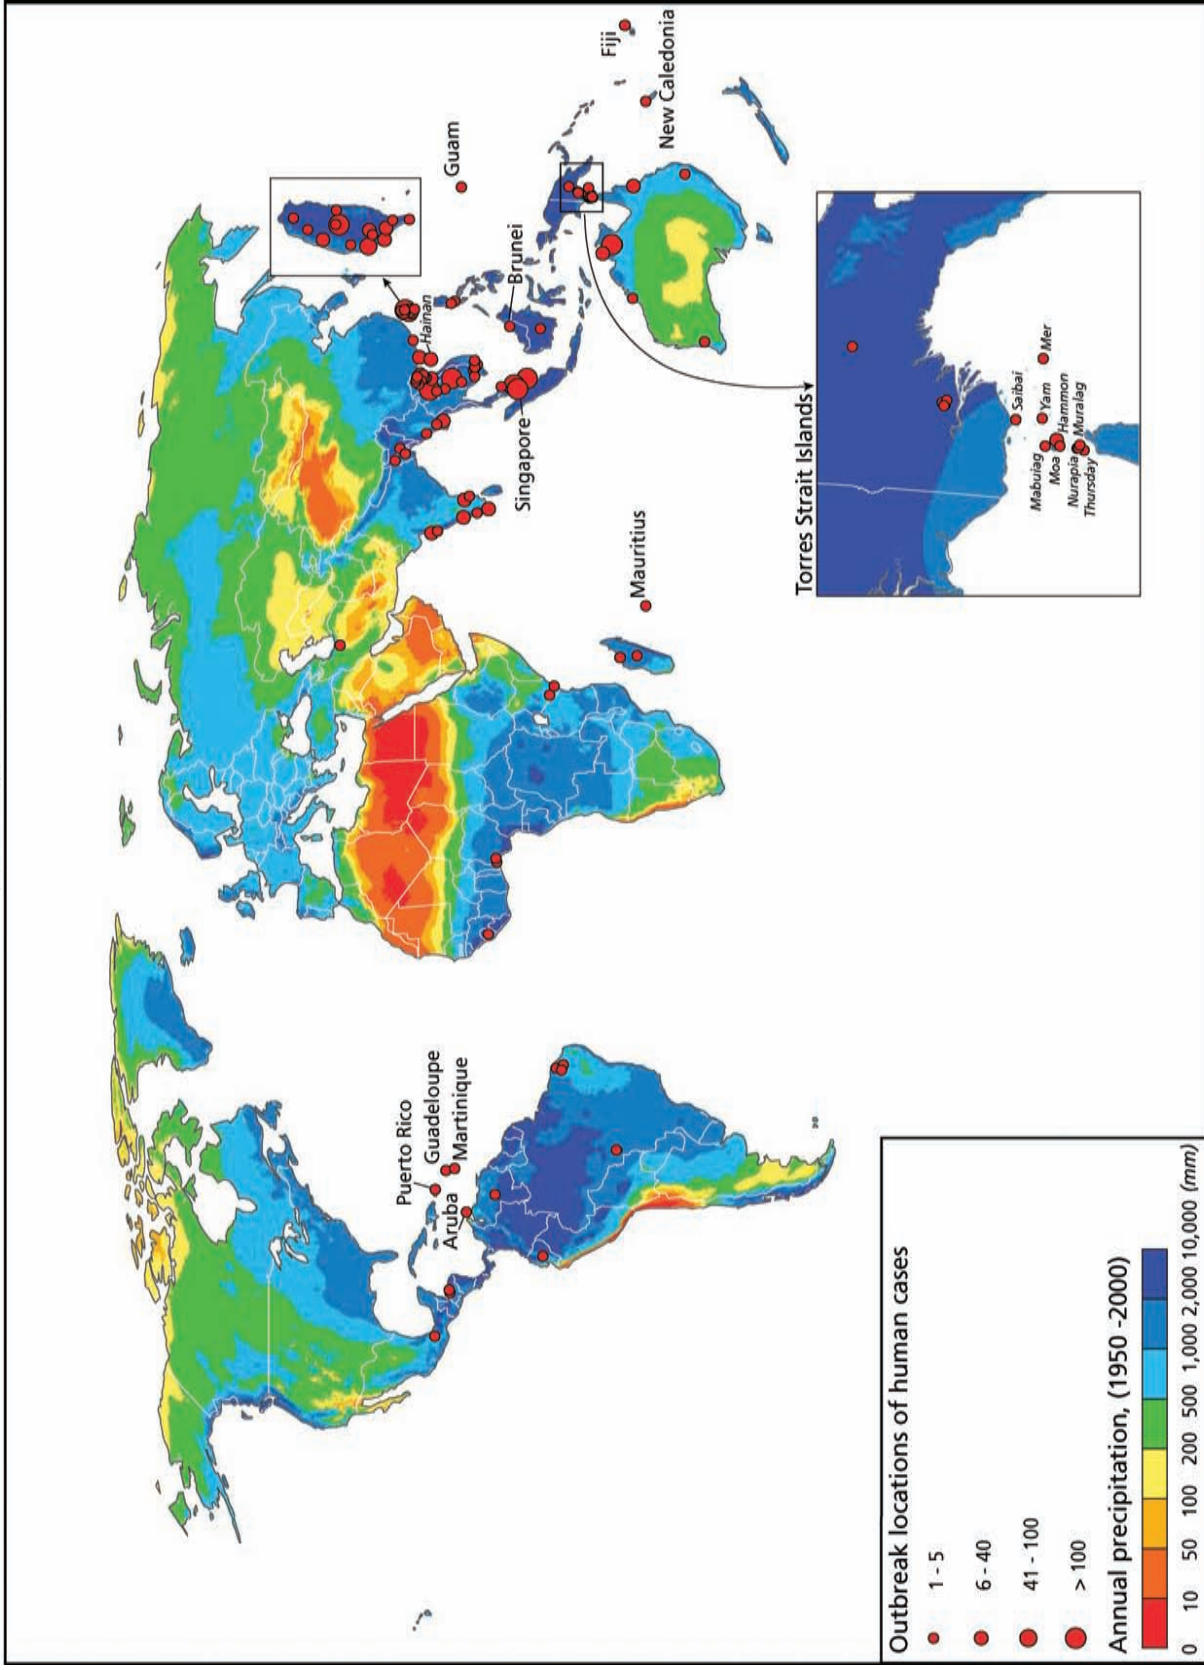 Puerto Rico
Guadeloupe
Martinique
Aruba
Mauritius
Singapore
Hainan
Brunei
Guam
Fiji
New Caledonia
Torres Strait Islands
Saibai
Mabuiag
Yam
Mer
Moa
Hammon
Nurapia
Muralag
Thursday
Outbreak locations of human cases
1 - 5
6 - 40
41 - 100
> 100
Annual precipitation, (1950 -2000)
0 10 50 100 200 500 1,000 2,000 10,000 (mm)